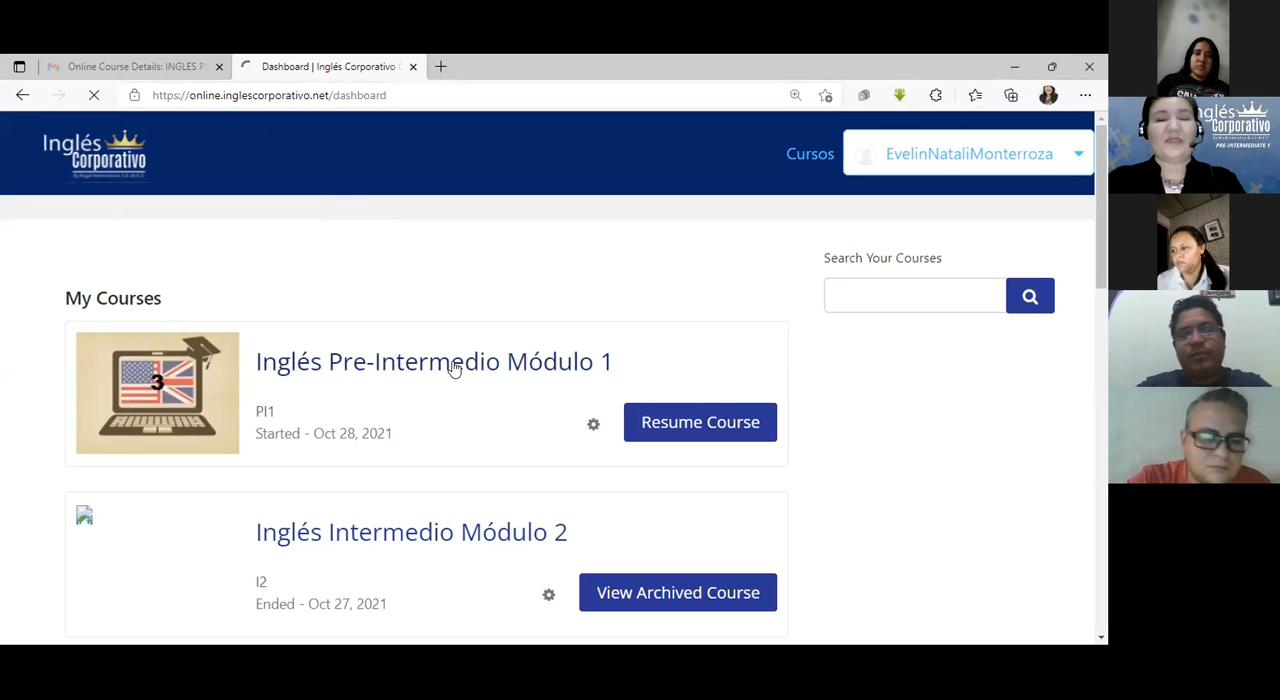 Online Course Details: INGLES P
Dashboard | Inglés Corporativo
https://online.inglescorporativo.net/dashboard
Inglés
Corporativo
Cursos
EvelinNataliMonterroza
Search Your Courses
My Courses
3
Inglés Pre-Intermedio Módulo 1
PI1
Started - Oct 28, 2021
Resume Course
Inglés Intermedio Módulo 2
I2
Ended - Oct 27, 2021
View Archived Course
Inglés
Corporativo
PRE-INTERMEDIATE 1